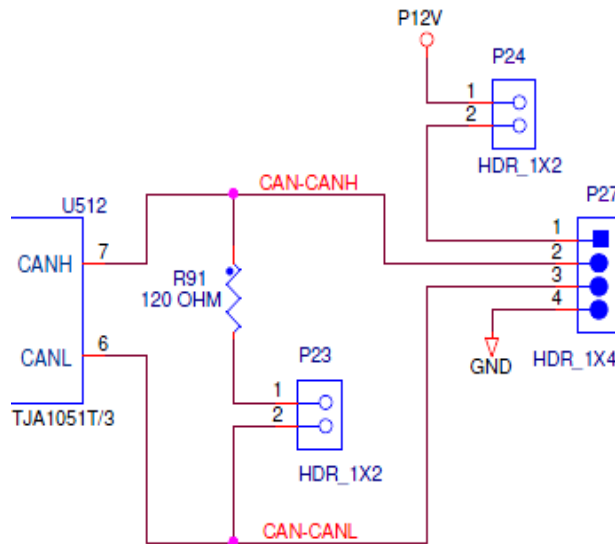 P12V
P24
1
2
HDR_1X2
CAN-CANH
P27
U512
1
7
2
CANH
R91
3
120 OHM
4
6
P23
CANL
GND
1
HDR_1X4
TJA1051T/3
2
HDR_1X2
CAN-CANL